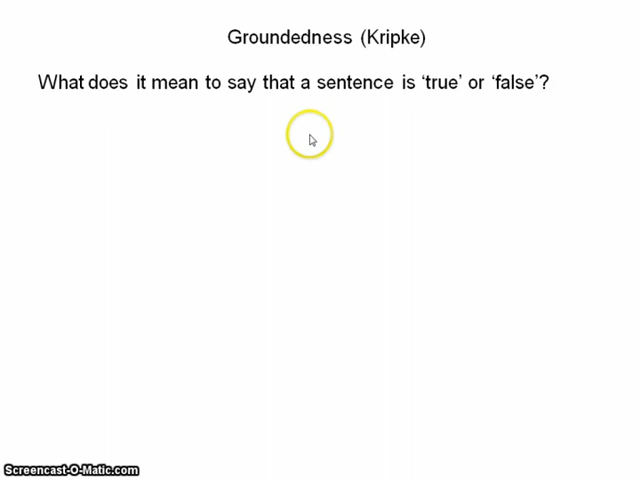 Groundedness (Kripke)
What does it mean to say that a sentence is ‘true’ or ‘false’?
Screencast-O-Matic.com